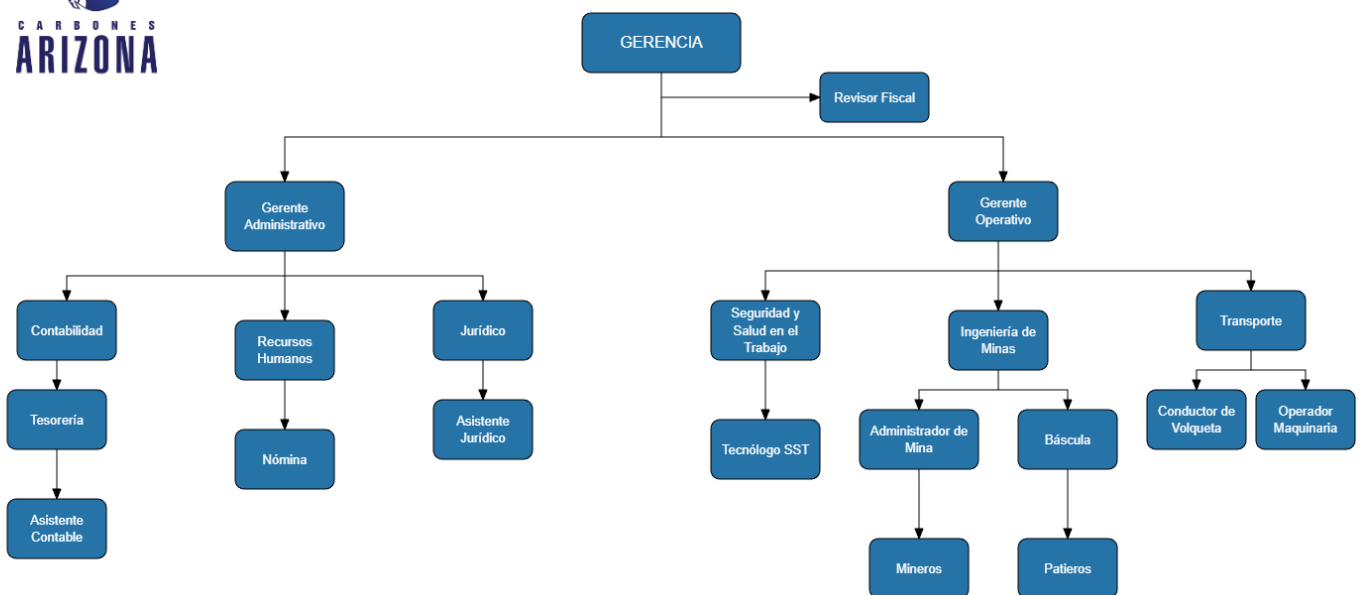 CARBONES
ARIZONA
GERENCIA
Revisor Fiscal
Gerente
Administrativo
Gerente
Operativo
Contabilidad
Recursos
Humanos
Jurídico
Seguridad y
Salud en el
Trabajo
Ingeniería de
Minas
Transporte
Tesorería
Nómina
Asistente
Jurídico
Tecnólogo SST
Administrador de
Mina
Báscula
Conductor de
Volqueta
Operador
Maquinaria
Asistente
Contable
Mineros
Patieros